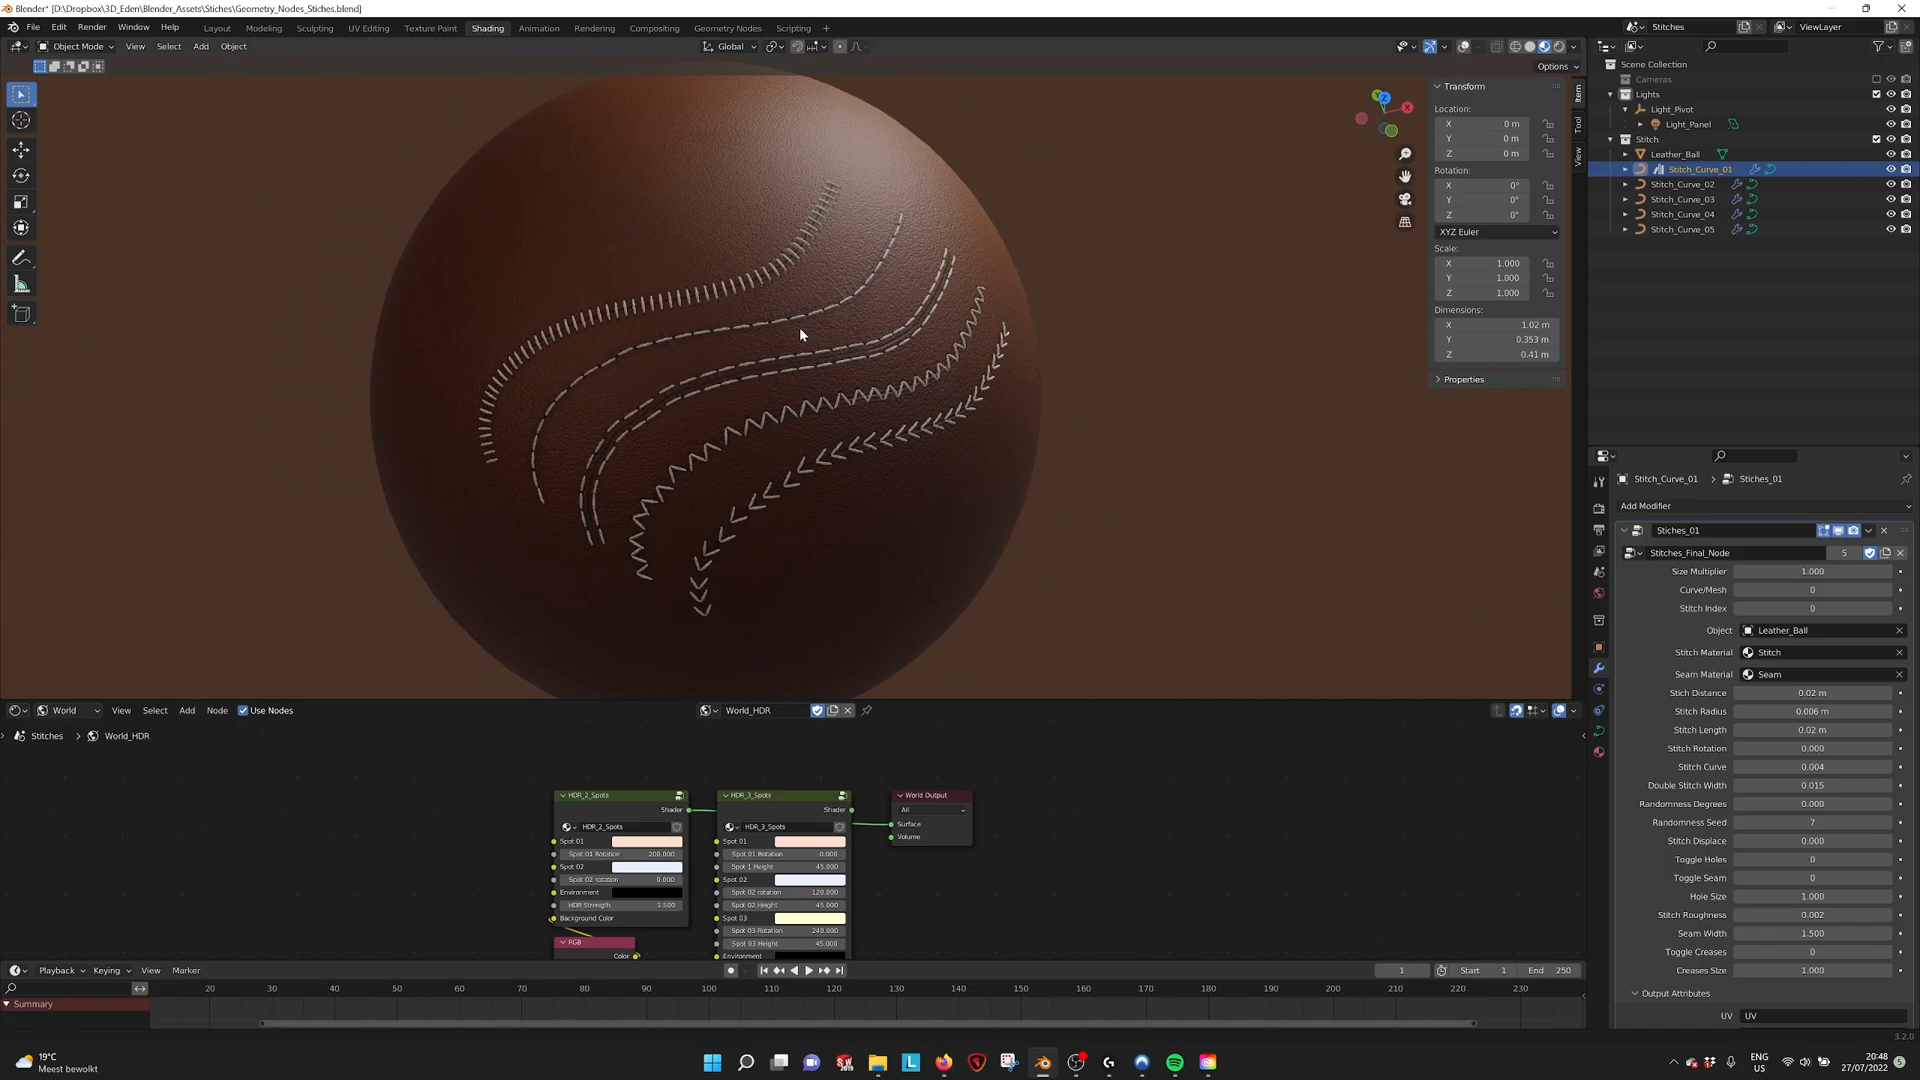 Blender* [D:\Dropbox\3D_Eden\Blender_Assets\Stiches\Geometry_Nodes_Stiches.blend]
File Edit Render Window Help Layout Modeling Sculpting UV Editing Texture Paint Shading Animation Rendering Compositing Geometry Nodes Scripting Stitches ViewLayer
Object Mode View Select Add Object Global
Options
Transform
Location:
X 0 m
Y 0 m
Z 0 m
Rotation:
X 0°
Y 0°
Z 0°
XYZ Euler
Scale:
X 1.000
Y 1.000
Z 1.000
Dimensions:
X 1.02 m
Y 0.353 m
Z 0.41 m
Properties
Item
Tool
View
Scene Collection
Cameras
Lights
Light_Pivot
Light_Panel
Stitch
Leather_Ball
Stitch_Curve_01
Stitch_Curve_02
Stitch_Curve_03
Stitch_Curve_04
Stitch_Curve_05
Stitch_Curve_01 > Stiches_01
Add Modifier
Stiches_01
Stitches_Final_Node 5
Size Multiplier 1.000
Curve/Mesh 0
Stitch Index 0
Object Leather_Ball
Stitch Material Stitch
Seam Material Seam
Stich Distance 0.02 m
Stitch Radius 0.006 m
Stitch Length 0.02 m
Stitch Rotation 0.000
Stitch Curve 0.004
Double Stitch Width 0.015
Randomness Degrees 0.000
Randomness Seed 7
Stitch Displace 0.000
Toggle Holes 0
Toggle Seam 0
Hole Size 1.000
Stitch Roughness 0.002
Seam Width 1.500
Toggle Creases 0
Creases Size 1.000
Output Attributes
UV UV
3.2.0
World View Select Add Node Use Nodes World_HDR
Stitches > World_HDR
HDR_2_Spots
Shader
HDR_2_Spots
Spot 01
Spot 01 Rotation 200.000
Spot 02
Spot 02 rotation 0.000
Environment
HDR Strength 1.500
Background Color
RGB
Color
HDR_3_Spots
Shader
HDR_3_Spots
Spot 01
Spot 01 Rotation 0.000
Spot 1 Height 45.000
Spot 02
Spot 02 rotation 120.000
Spot 02 Height 45.000
Spot 03
Spot 03 Rotation 240.000
Spot 03 Height 45.000
Environment
World Output
All
Surface
Volume
Playback Keying View Marker 1 Start 1 End 250
20 30 40 50 60 70 80 90 100 110 120 130 140 150 160 170 180 190 200 210 220 230
Summary
19°C
Meest bewolkt
ENG
US
20:48
27/07/2022
5